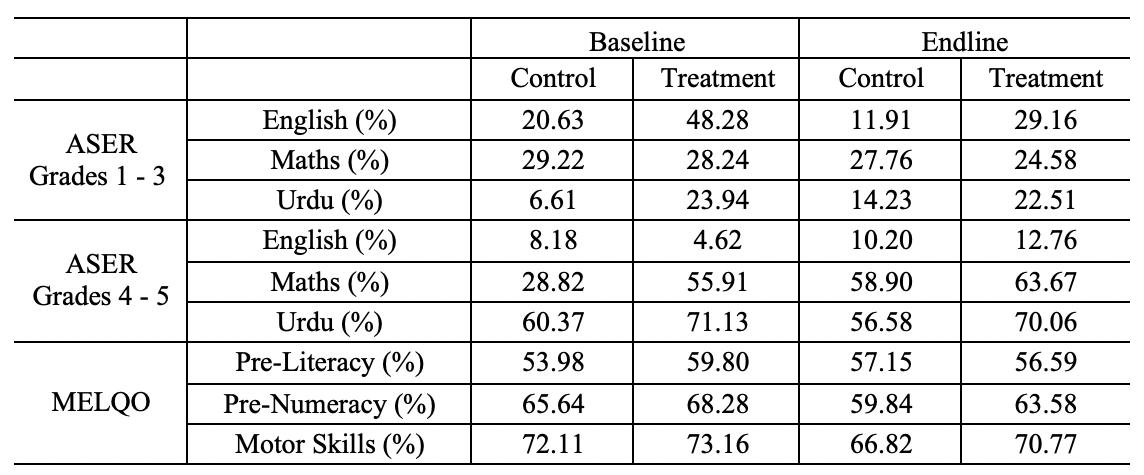 Baseline Endline
Control Treatment Control Treatment
ASER Grades 1 - 3 English (%) 20.63 48.28 11.91 29.16
Maths (%) 29.22 28.24 27.76 24.58
Urdu (%) 6.61 23.94 14.23 22.51
ASER Grades 4 - 5 English (%) 8.18 4.62 10.20 12.76
Maths (%) 28.82 55.91 58.90 63.67
Urdu (%) 60.37 71.13 56.58 70.06
MELQO Pre-Literacy (%) 53.98 59.80 57.15 56.59
Pre-Numeracy (%) 65.64 68.28 59.84 63.58
Motor Skills (%) 72.11 73.16 66.82 70.77